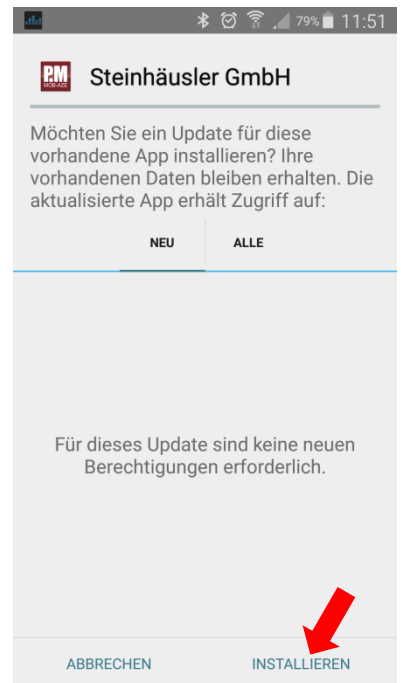 79% 11:51
P.M
MOB-AZE
Steinhäusler GmbH
Möchten Sie ein Update für diese
vorhandene App installieren? Ihre
vorhandenen Daten bleiben erhalten. Die
aktualisierte App erhält Zugriff auf:
NEU ALLE
Für dieses Update sind keine neuen
Berechtigungen erforderlich.
ABBRECHEN INSTALLIEREN